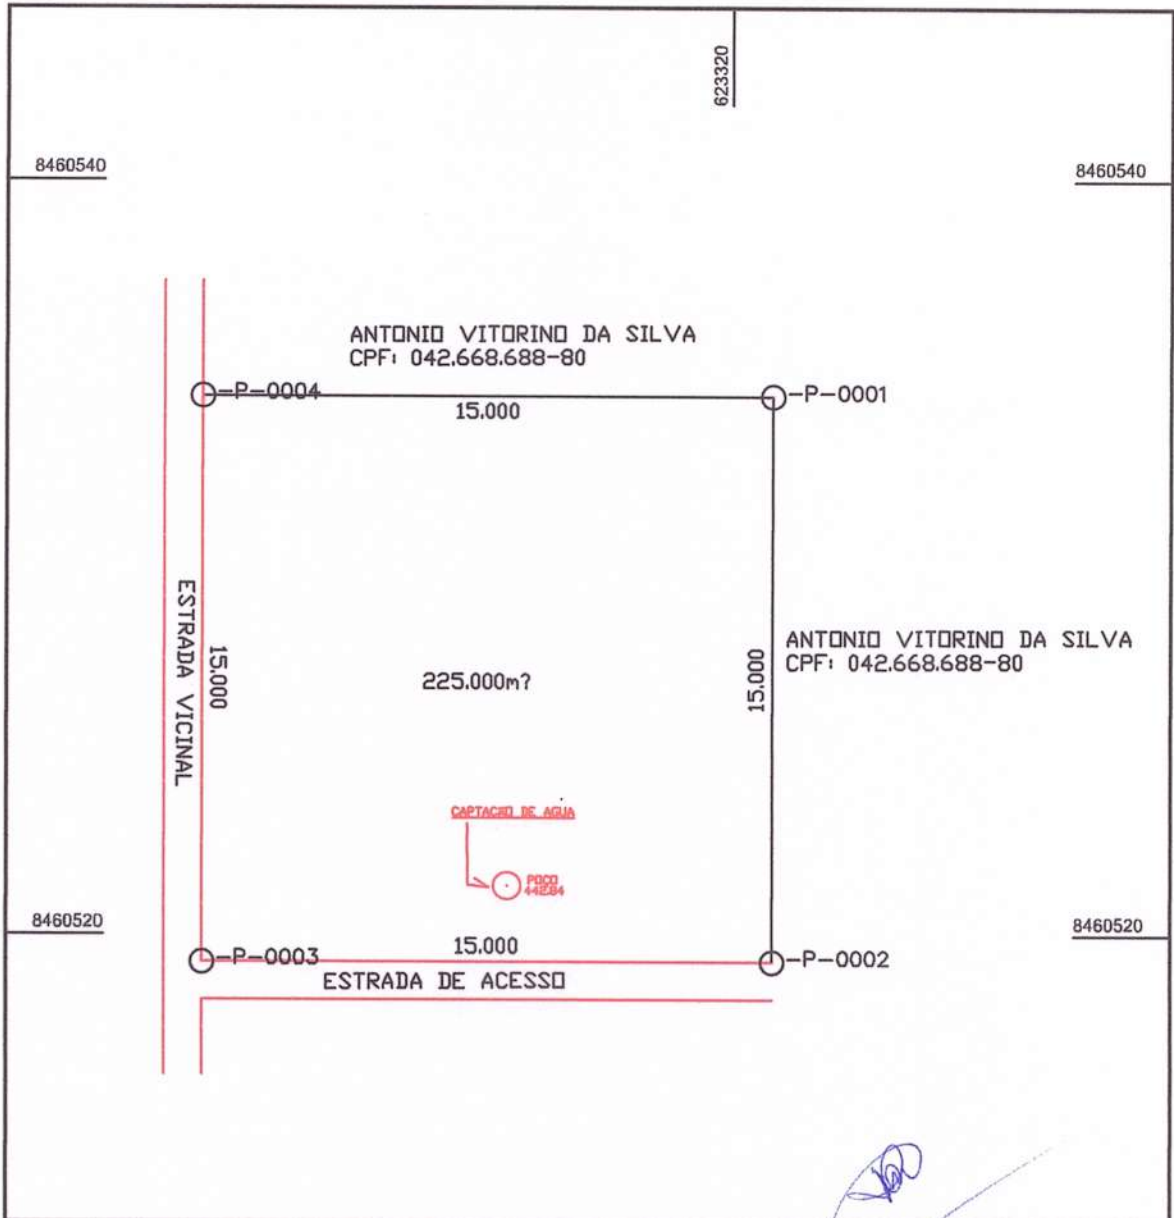 623320
8460540
8460540
ANTONIO VITORINO DA SILVA
CPF: 042.668.688-80
-P-0004
-P-0001
15.000
ESTRADA VICINAL
15.000
225.000m?
15.000
ANTONIO VITORINO DA SILVA
CPF: 042.668.688-80
CAPTACAO DE AGUA
POCO
442.84
8460520
8460520
-P-0003
15.000
-P-0002
ESTRADA DE ACESSO